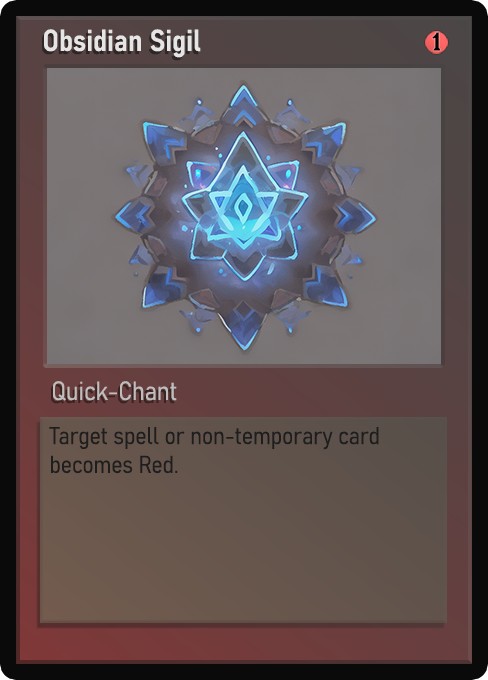 Obsidian Sigil
1
Quick-Chant
Target spell or non-temporary card
becomes Red.